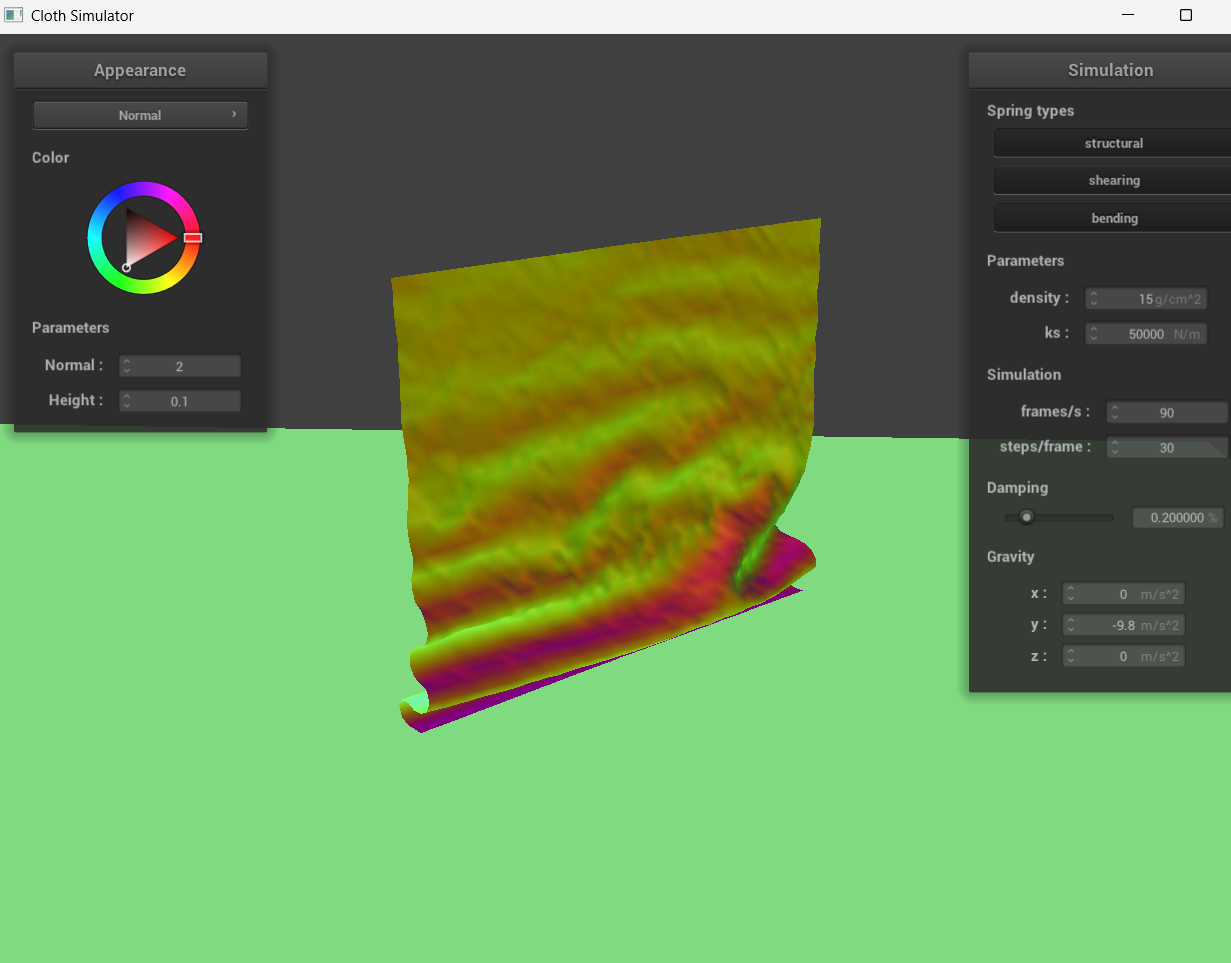 Cloth Simulator
Appearance
Normal
Color
Parameters
Normal : 2
Height : 0.1
Simulation
Spring types
structural
shearing
bending
Parameters
density : 15 g/cm^2
ks : 50000 N/m
Simulation
frames/s : 90
steps/frame : 30
Damping
0.200000 %
Gravity
x : 0 m/s^2
y : -9.8 m/s^2
z : 0 m/s^2